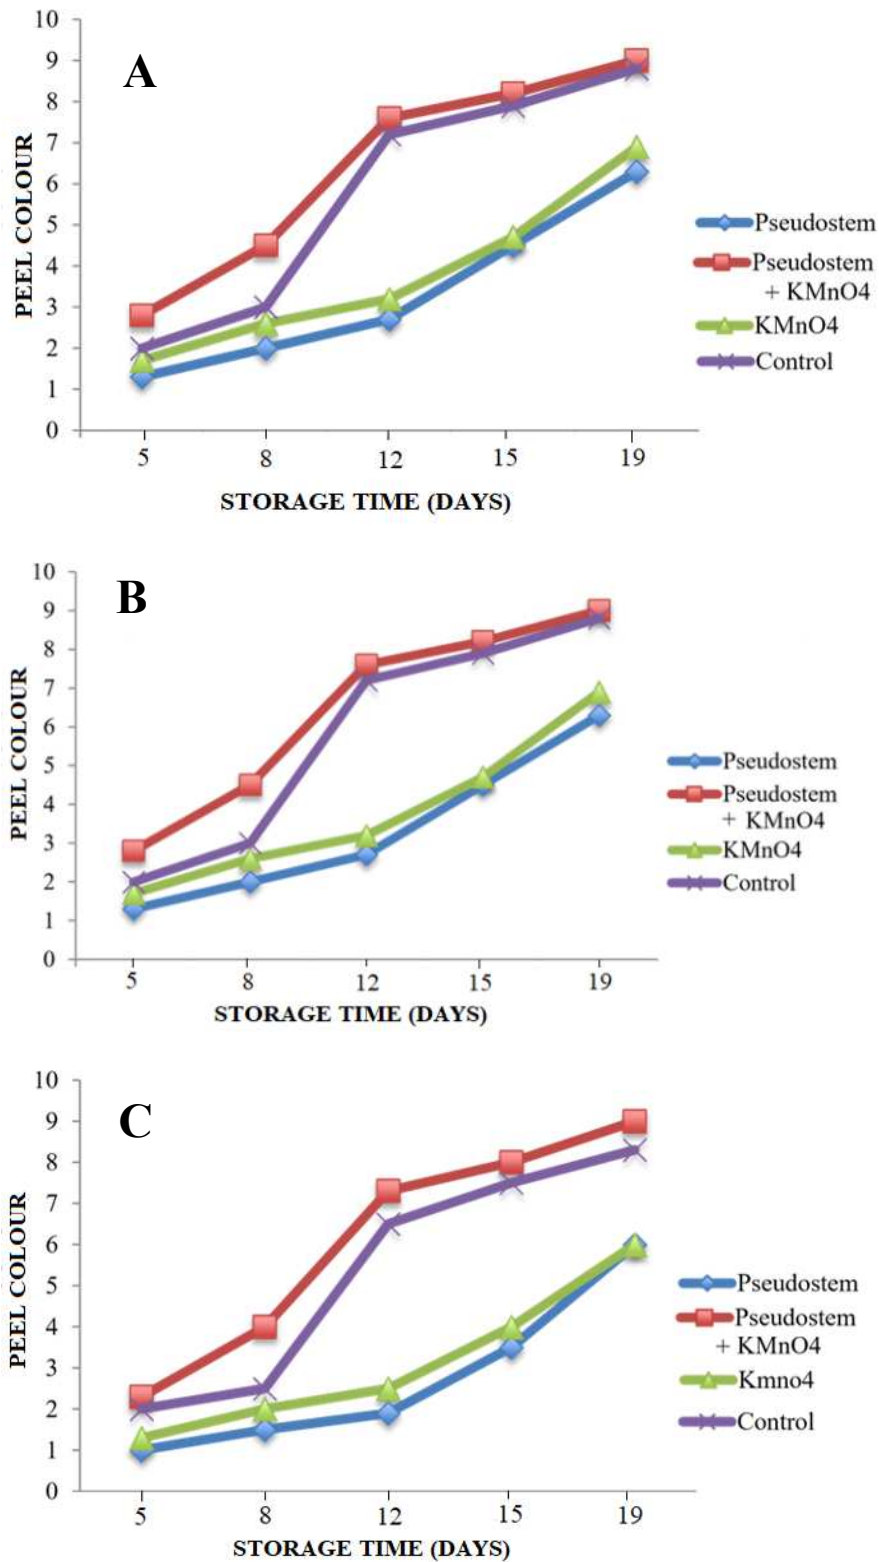 A
10
9
8
7
6
5
4
3
2
1
0
PEEL COLOUR
5 8 12 15 19
STORAGE TIME (DAYS)
Pseudostem
Pseudostem
+ KMnO4
KMnO4
Control
B
10
9
8
7
6
5
4
3
2
1
0
PEEL COLOUR
5 8 12 15 19
STORAGE TIME (DAYS)
Pseudostem
Pseudostem
+ KMnO4
KMnO4
Control
C
10
9
8
7
6
5
4
3
2
1
0
PEEL COLOUR
5 8 12 15 19
STORAGE TIME (DAYS)
Pseudostem
Pseudostem
+ KMnO4
Kmno4
Control